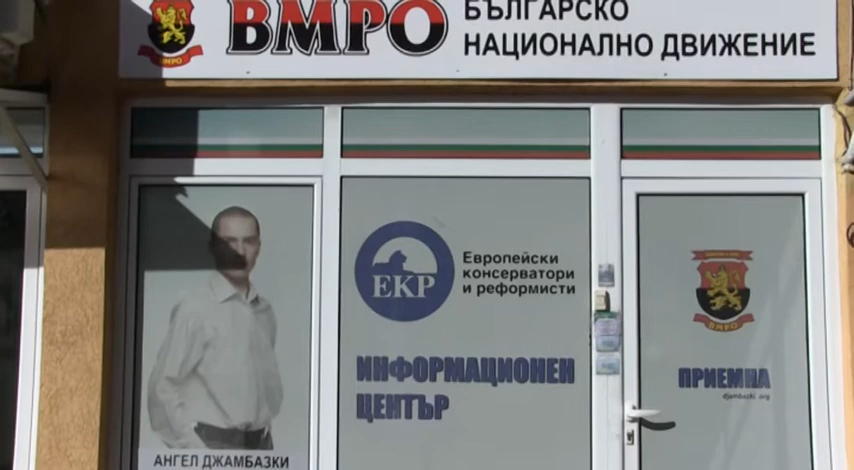 ВМРО
БЪЛГАРСКО
НАЦИОНАЛНО ДВИЖЕНИЕ
ВМРО
ЕКР
Европейски
консерватори
и реформисти
ИНФОРМАЦИОНЕН
ЦЕНТЪР
АНГЕЛ ДЖАМБАЗКИ
ВМРО
ПРИЕМНА
djambazki.org